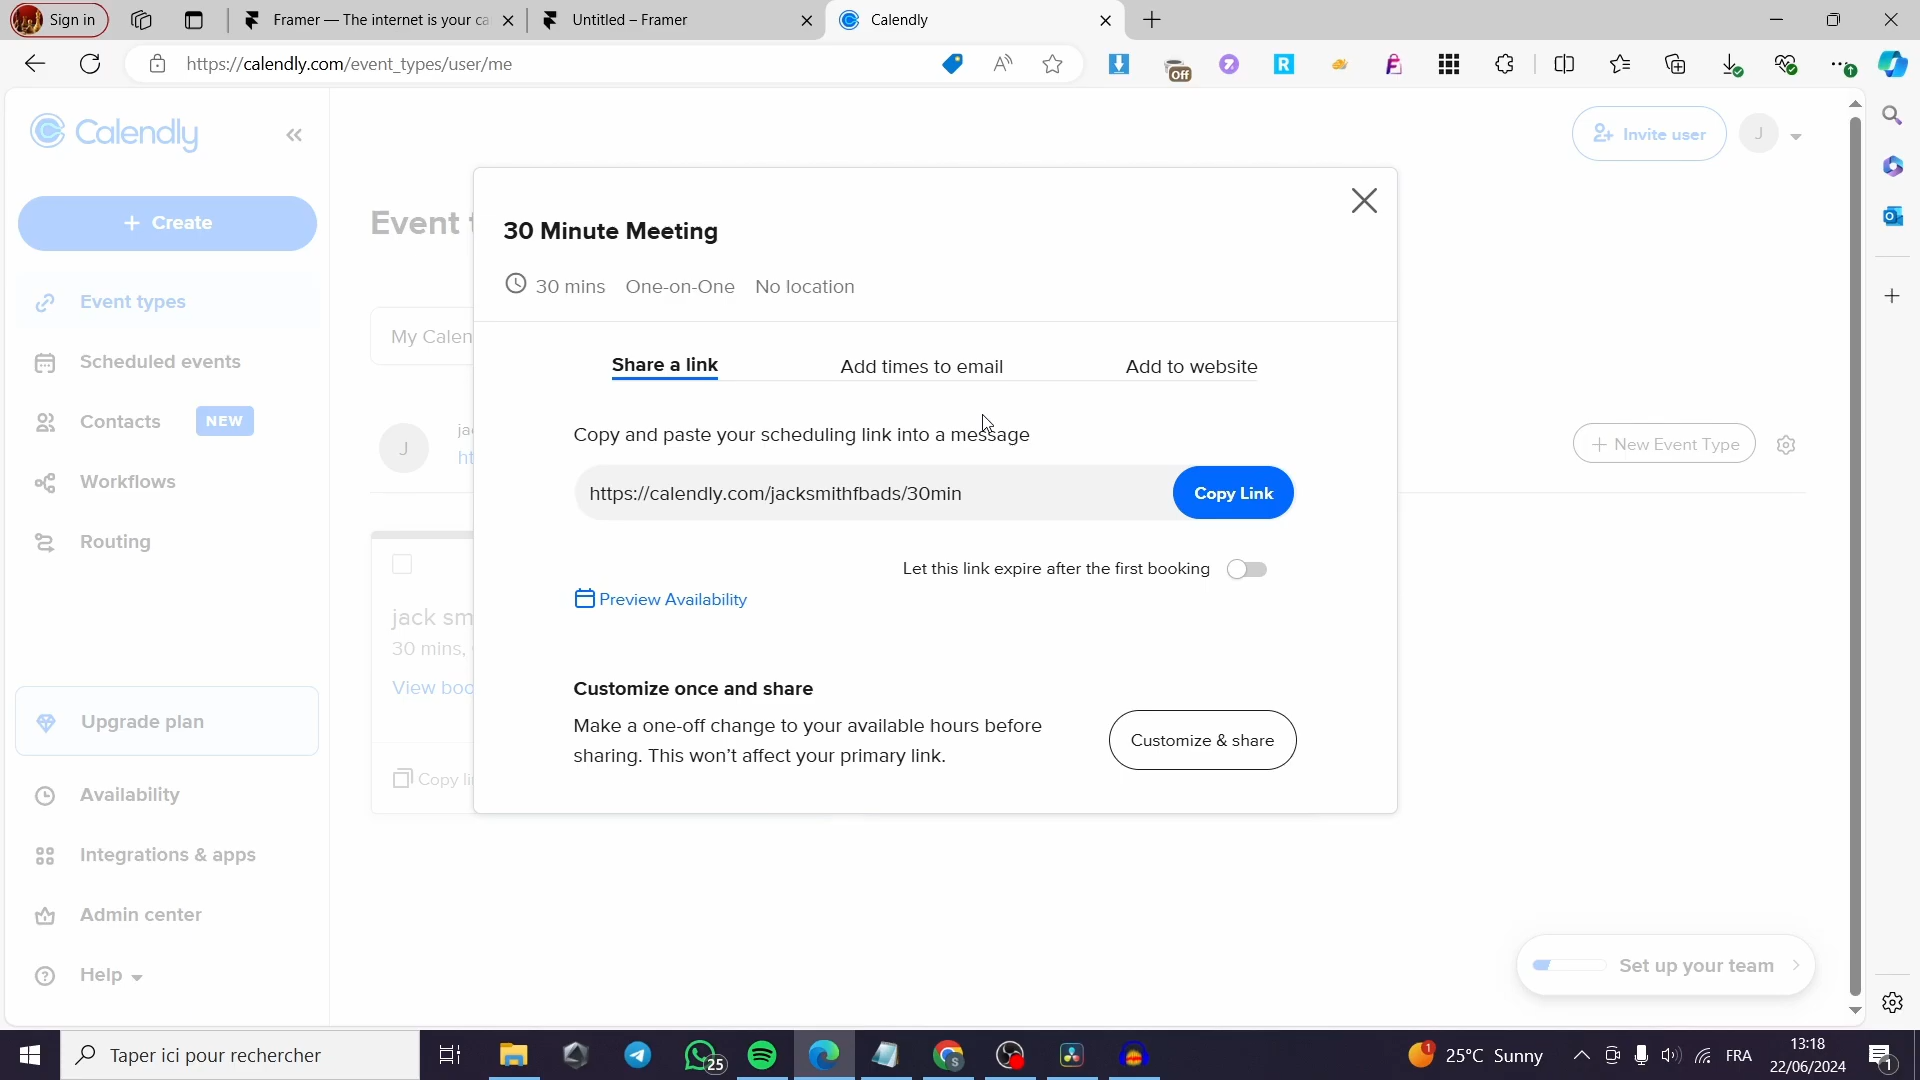 Sign in
Framer — The internet is your ca
Untitled – Framer
Calendly
https://calendly.com/event_types/user/me
Off
Calendly
Invite user
J
+ Create
Event t
30 Minute Meeting
30 mins One-on-One No location
Event types
My Calen
Share a link
Add times to email
Add to website
Scheduled events
Contacts
NEW
J
ja
ht
Copy and paste your scheduling link into a message
+ New Event Type
https://calendly.com/jacksmithfbads/30min
Copy Link
Workflows
Routing
Let this link expire after the first booking
Preview Availability
jack sm
30 mins,
View boo
Customize once and share
Make a one-off change to your available hours before
sharing. This won't affect your primary link.
Customize & share
Upgrade plan
Copy li
Availability
Integrations & apps
Admin center
Help
Set up your team
Taper ici pour rechercher
25
S
1
25°C Sunny
FRA
13:18
22/06/2024
1